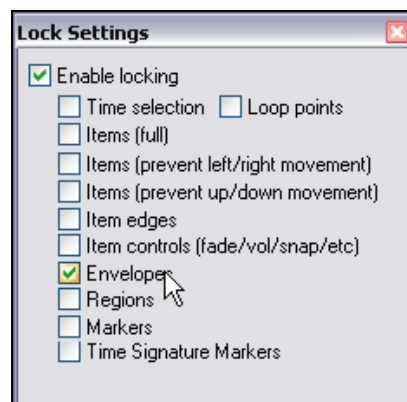 Lock Settings
Enable locking
Time selection Loop points
Items (full)
Items (prevent left/right movement)
Items (prevent up/down movement)
Item edges
Item controls (fade/vol/snap/etc)
Envelopes
Regions
Markers
Time Signature Markers